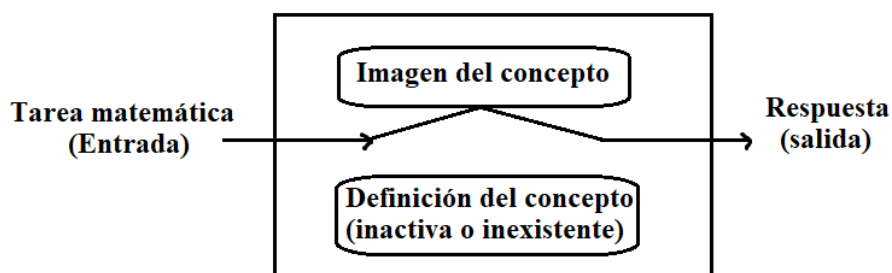 Imagen del concepto
Tarea matemática
(Entrada)
Respuesta
(salida)
Definición del concepto
(inactiva o inexistente)